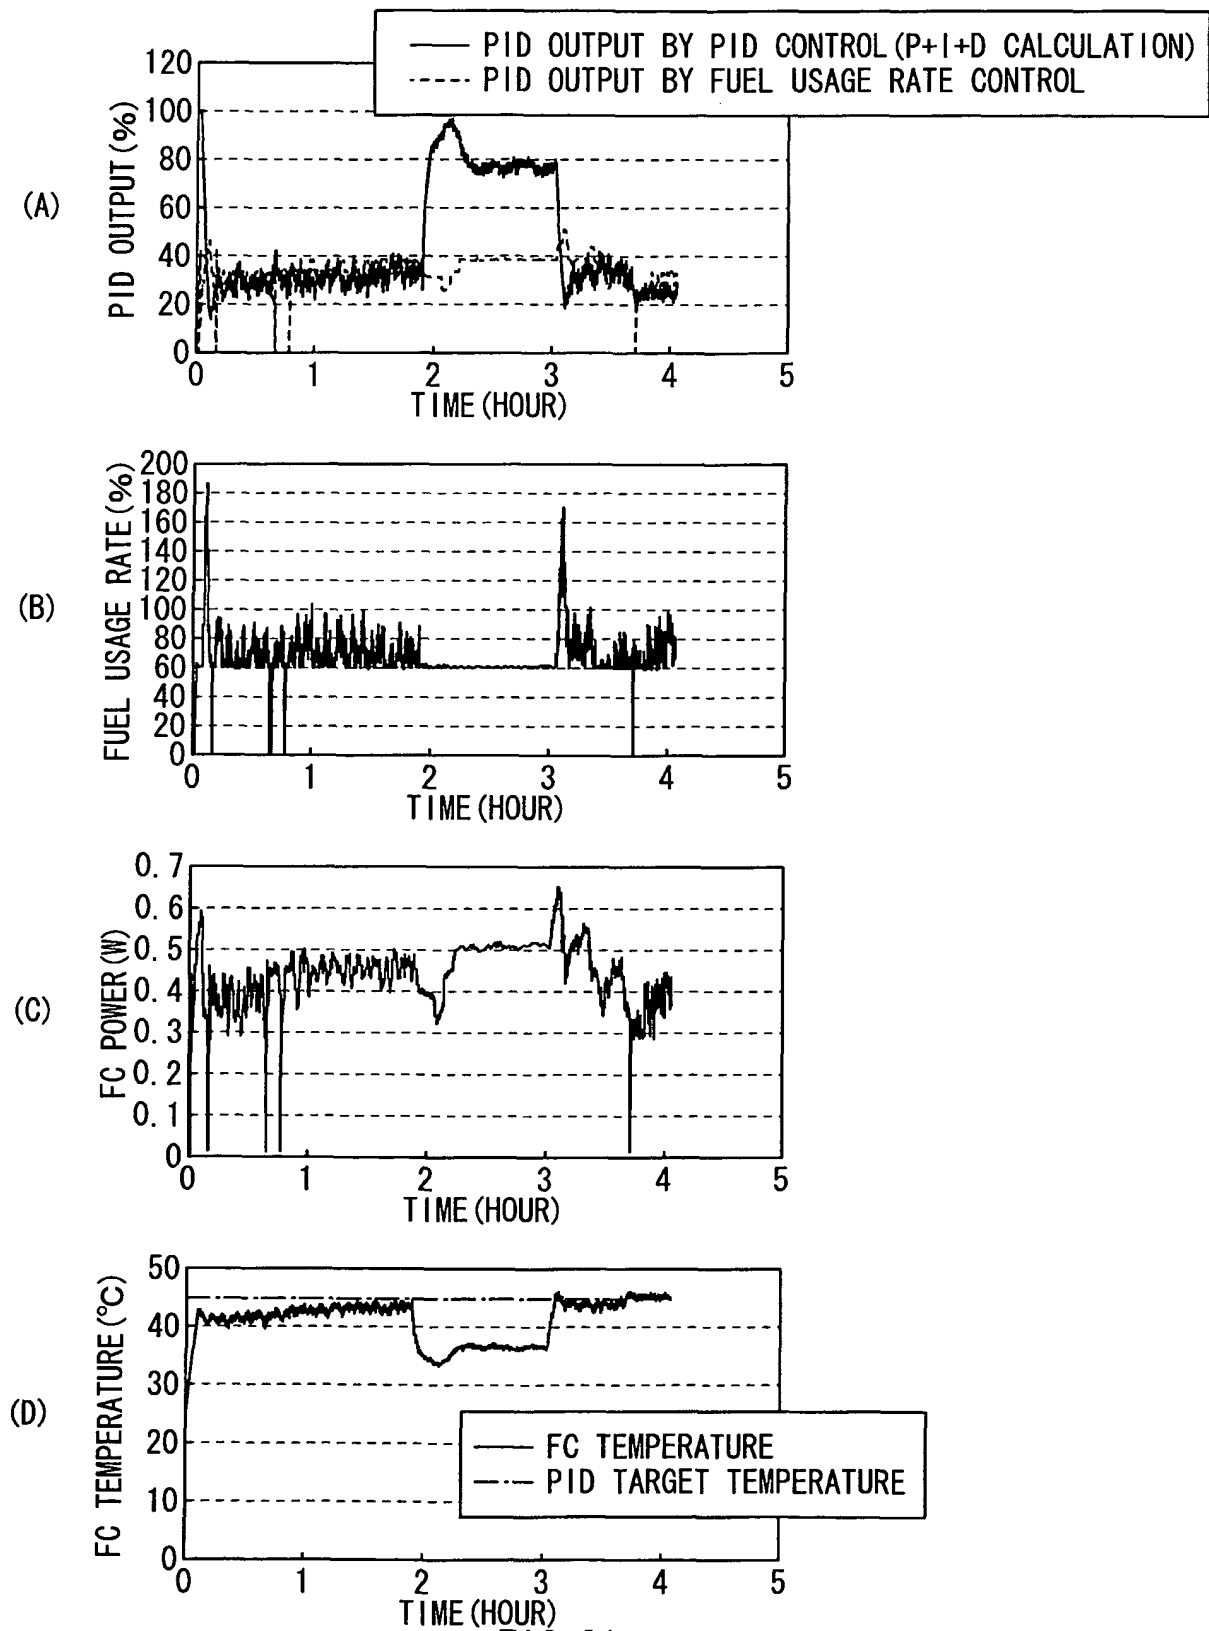 PID OUTPUT BY PID CONTROL(P+I+D CALCULATION)
PID OUTPUT BY FUEL USAGE RATE CONTROL
(A)
PID OUTPUT(%)
120
100
80
60
40
20
0
0 1 2 3 4 5
TIME(HOUR)
(B)
FUEL USAGE RATE(%)
200
180
160
140
120
100
80
60
40
20
0
0 1 2 3 4 5
TIME(HOUR)
(C)
FC POWER(W)
0.7
0.6
0.5
0.4
0.3
0.2
0.1
0
0 1 2 3 4 5
TIME(HOUR)
(D)
FC TEMPERATURE(°C)
50
40
30
20
10
0
FC TEMPERATURE
PID TARGET TEMPERATURE
0 1 2 3 4 5
TIME(HOUR)